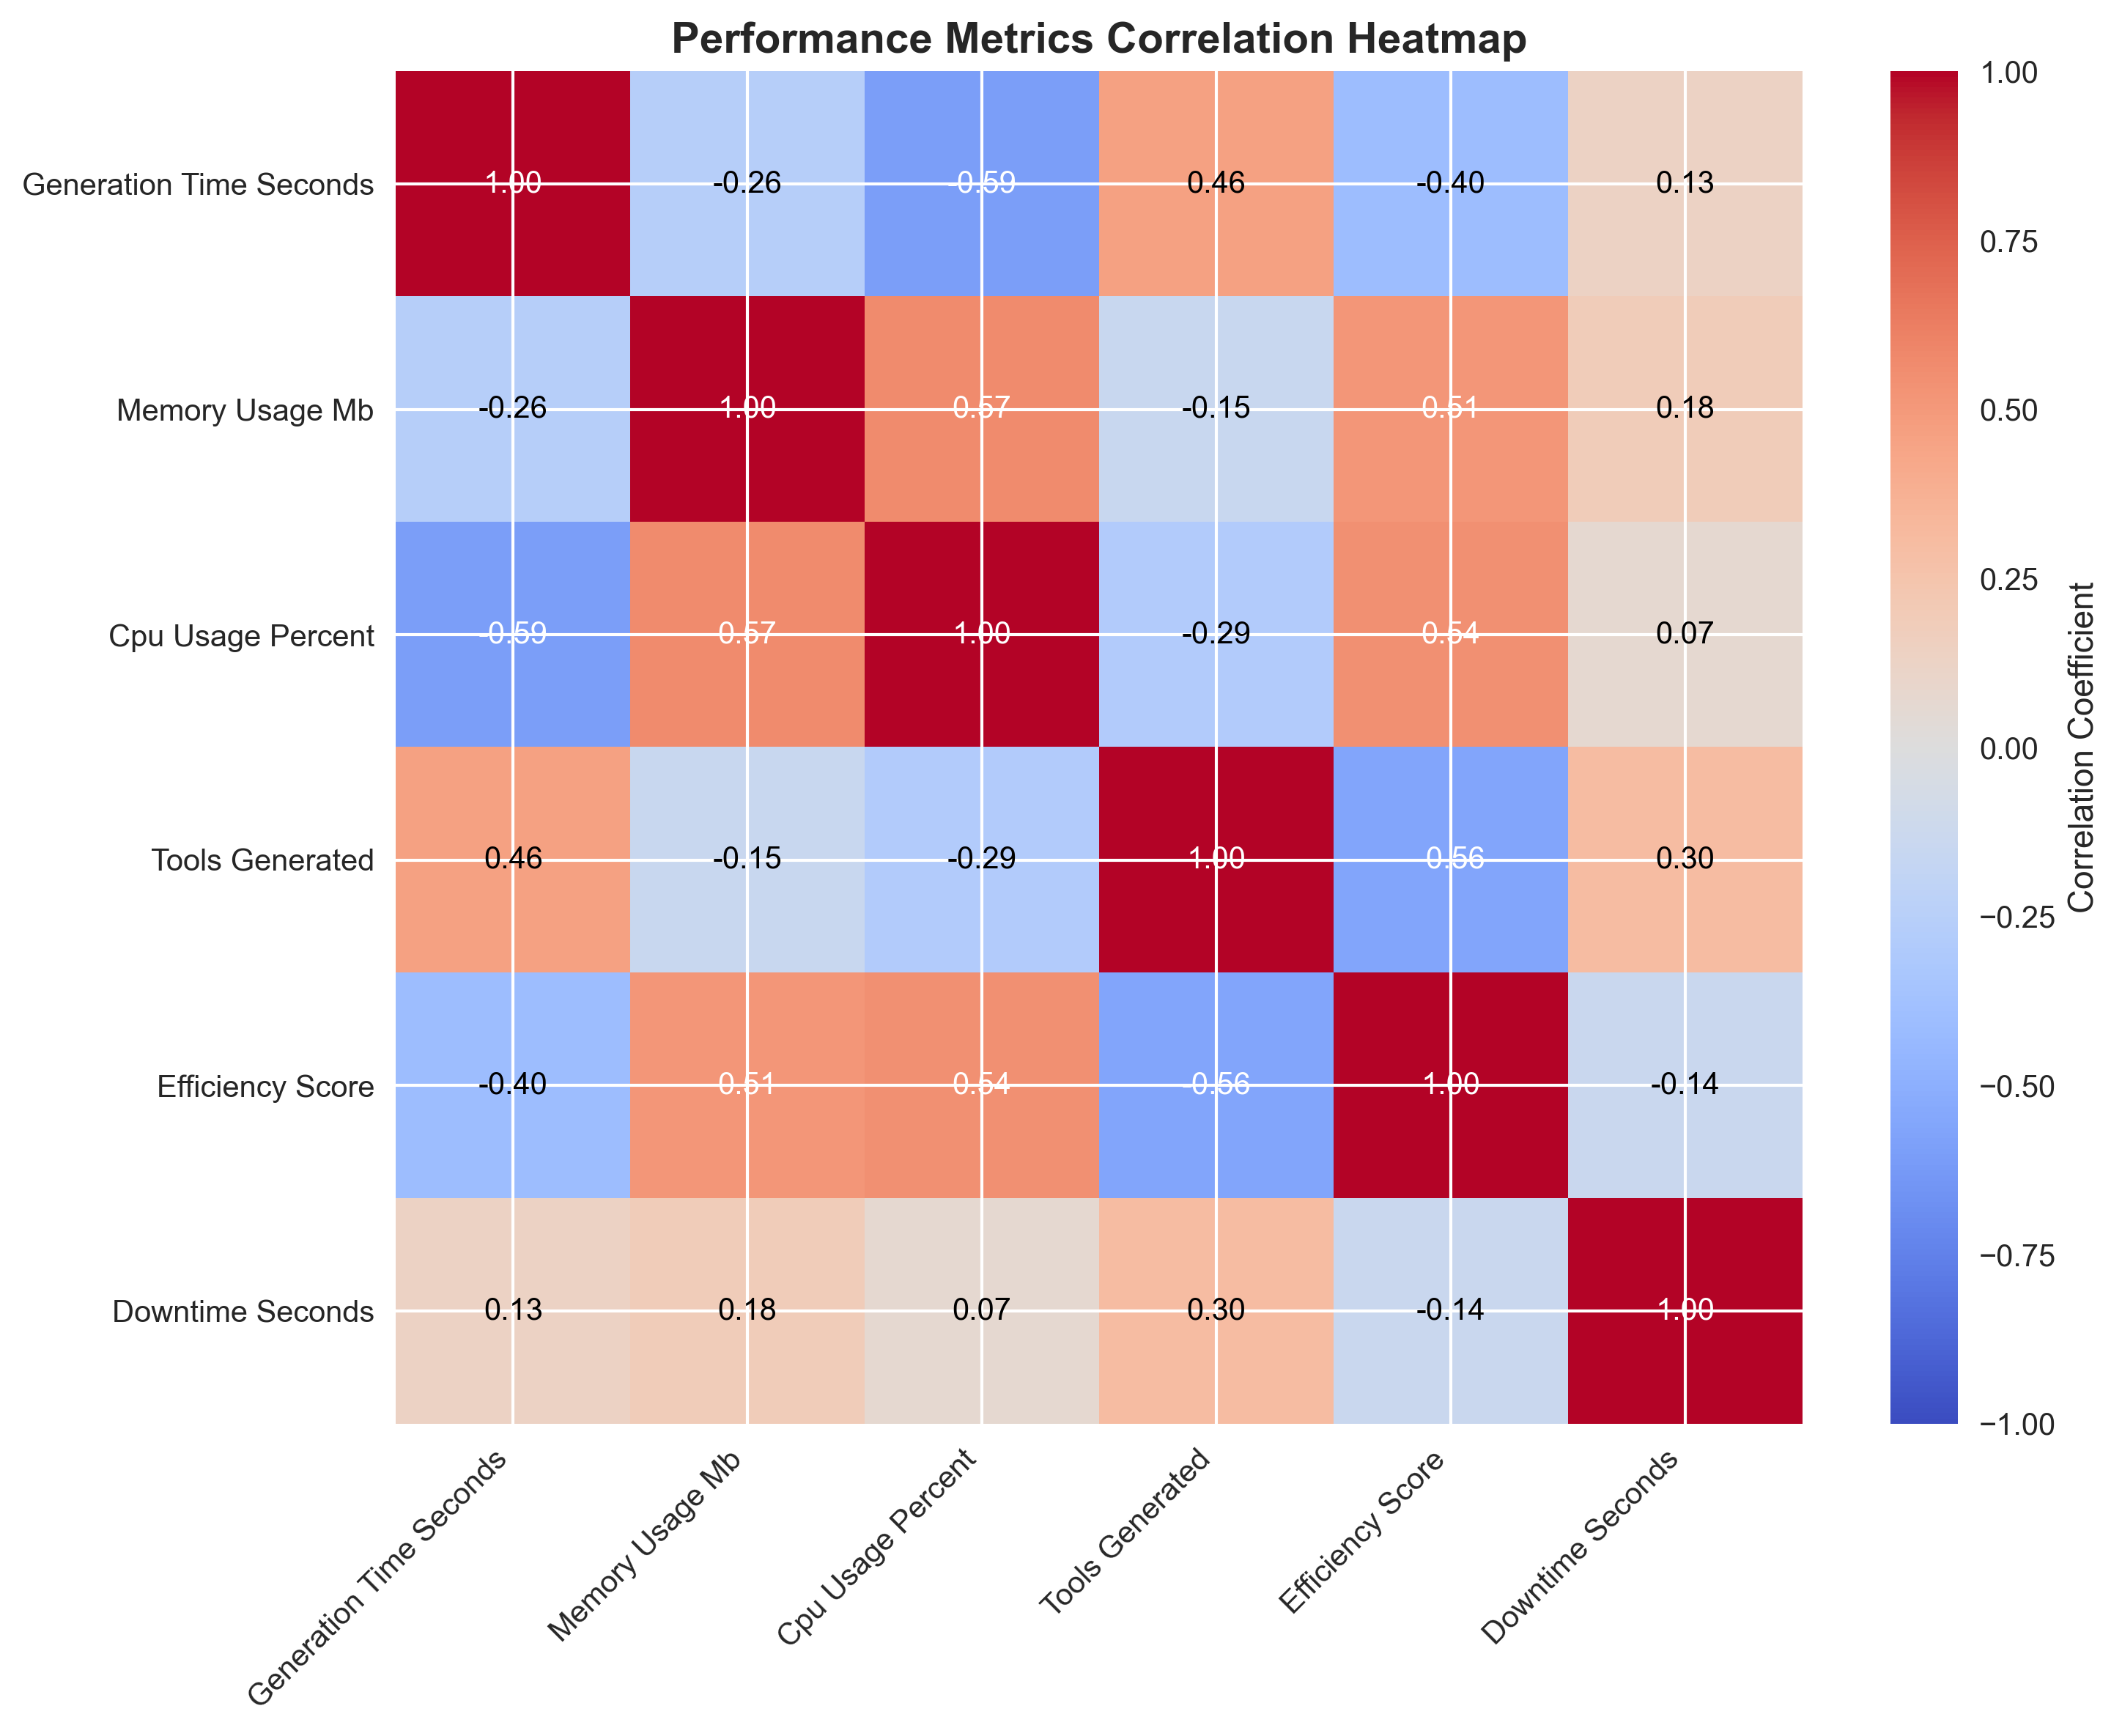 Performance Metrics Correlation Heatmap
Generation Time Seconds 1.00 -0.26 -0.59 0.46 -0.40 0.13
Memory Usage Mb -0.26 1.00 0.57 -0.15 0.51 0.18
Cpu Usage Percent -0.59 0.57 1.00 -0.29 0.54 0.07
Tools Generated 0.46 -0.15 -0.29 1.00 -0.56 0.30
Efficiency Score -0.40 0.51 0.54 -0.56 1.00 -0.14
Downtime Seconds 0.13 0.18 0.07 0.30 -0.14 1.00
Generation Time Seconds
Memory Usage Mb
Cpu Usage Percent
Tools Generated
Efficiency Score
Downtime Seconds
1.00
0.75
0.50
0.25
0.00
−0.25
−0.50
−0.75
−1.00
Correlation Coefficient